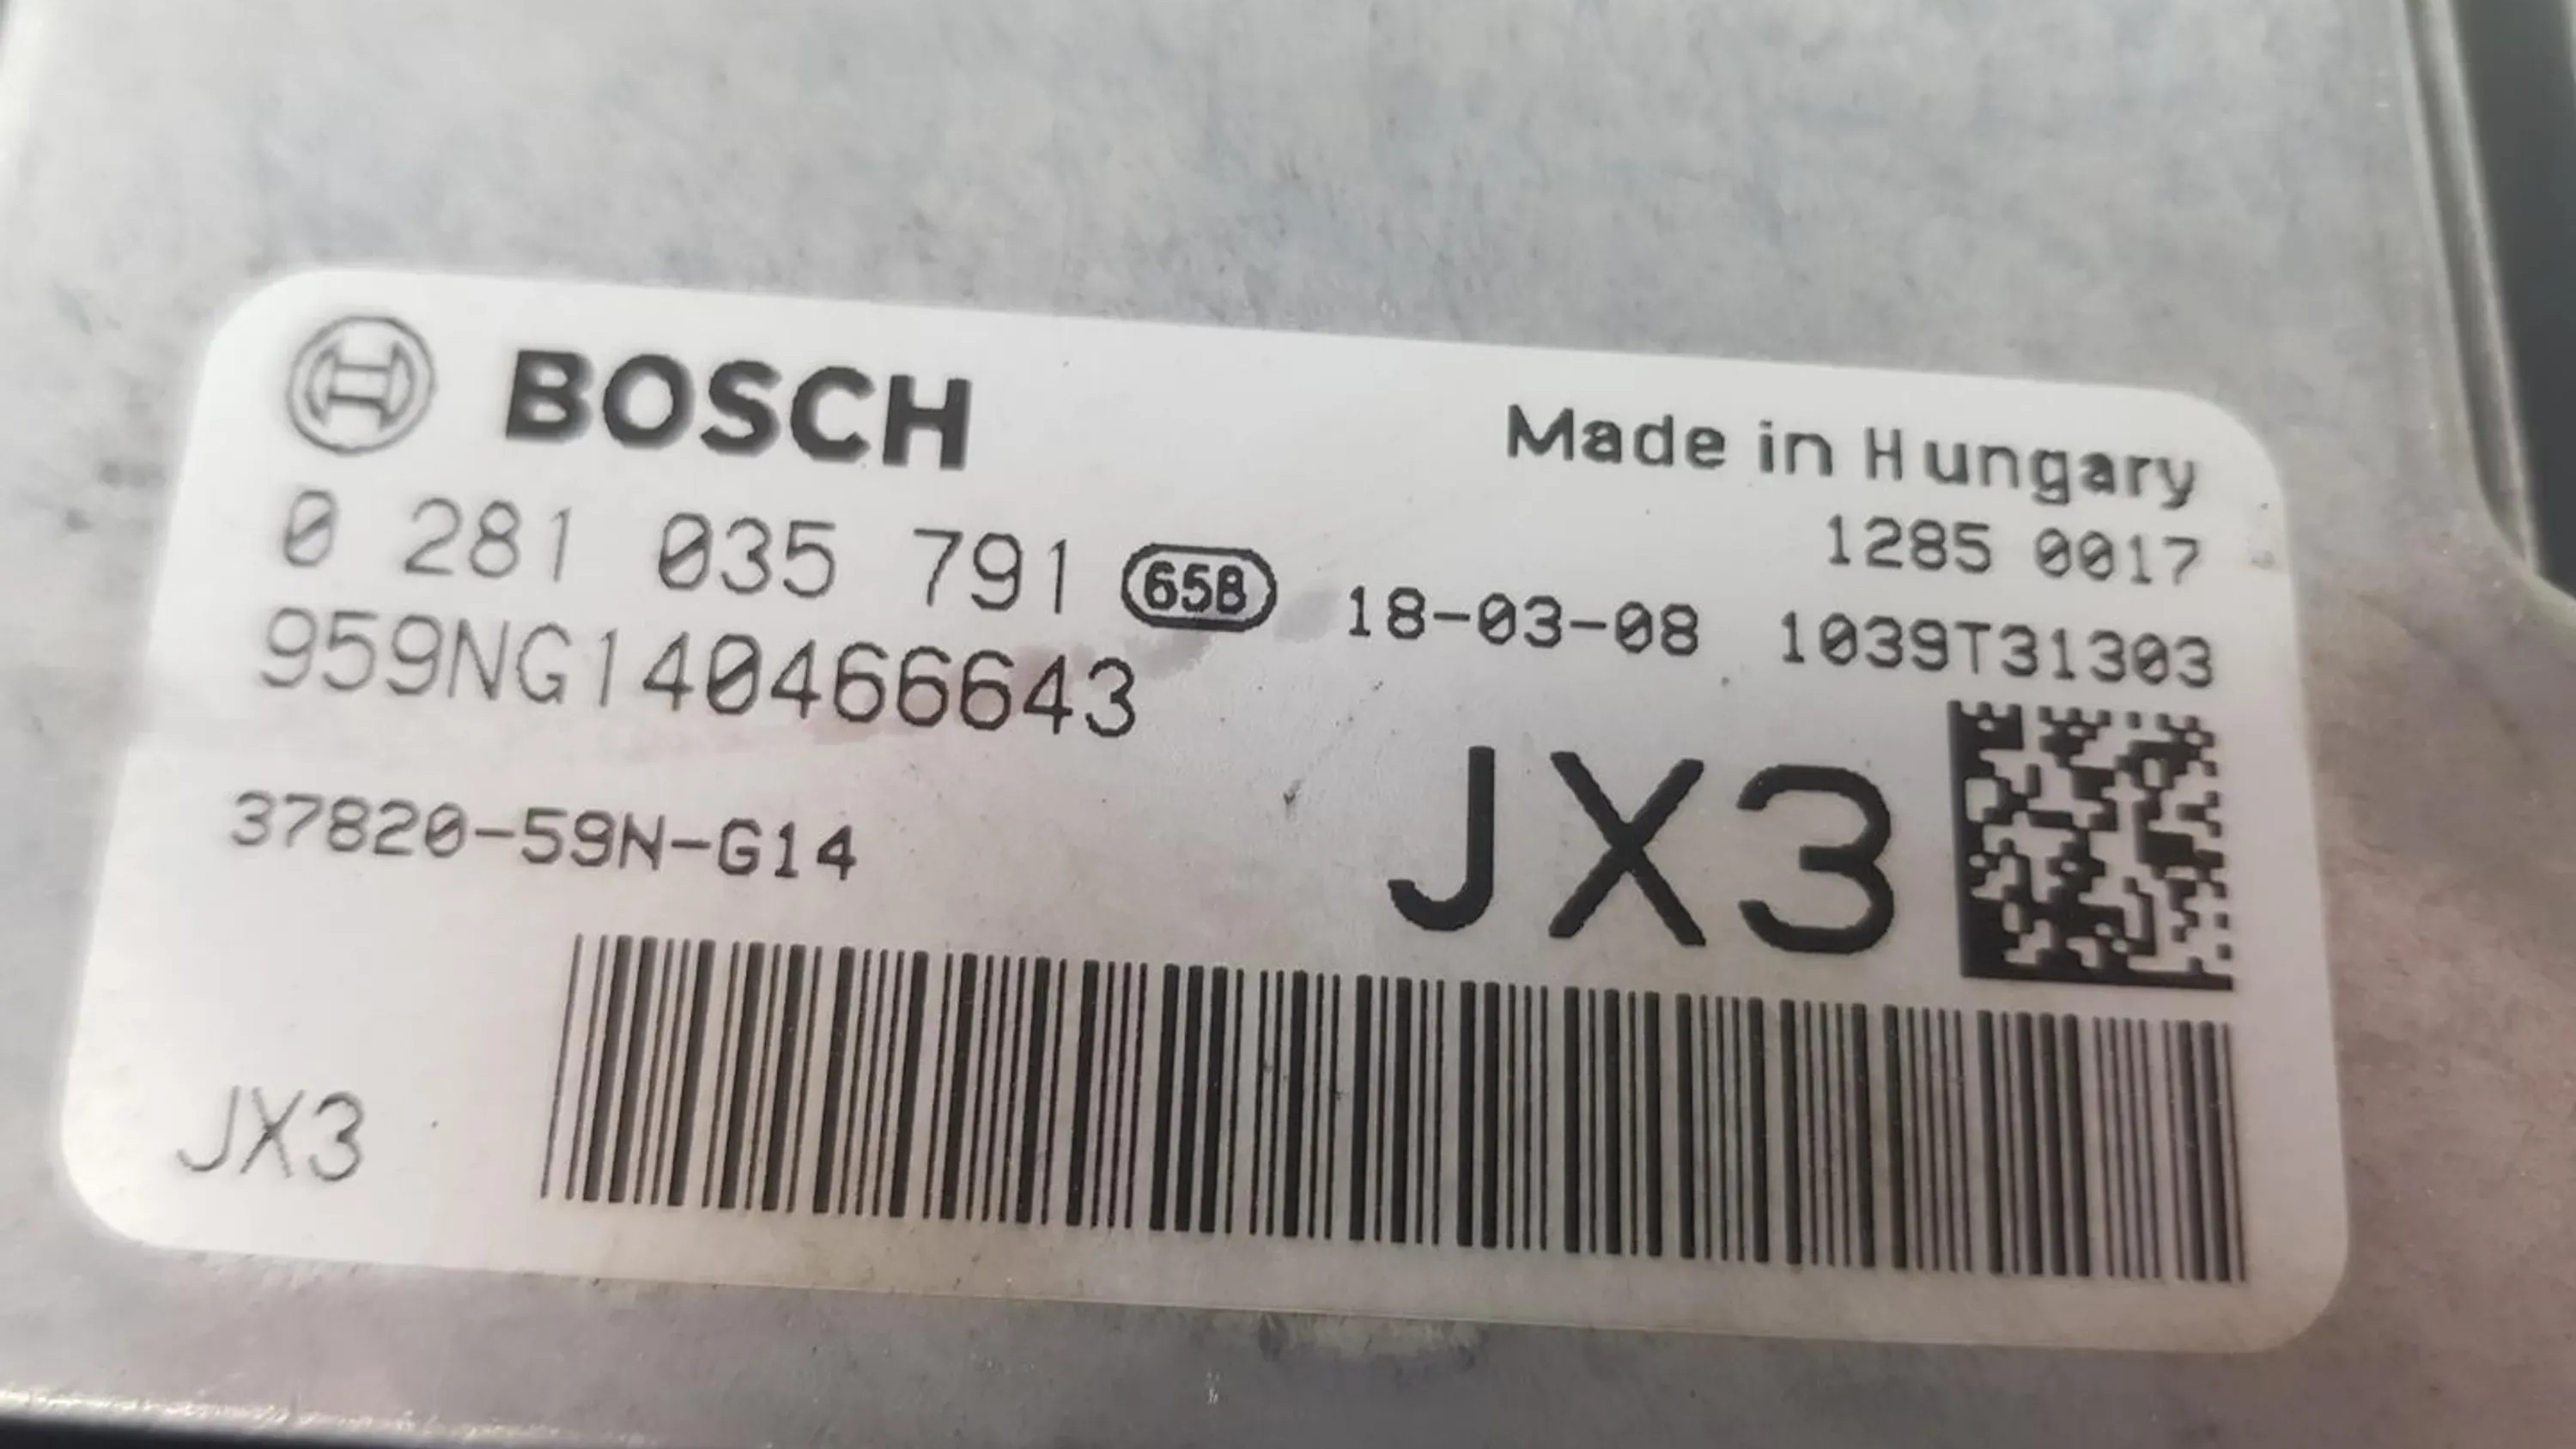 BOSCH
Made in Hungary
1285 0017
0 281 035 791 65B 18-03-08 1039T31303
959NG140466643
37820-59N-G14
JX3
JX3